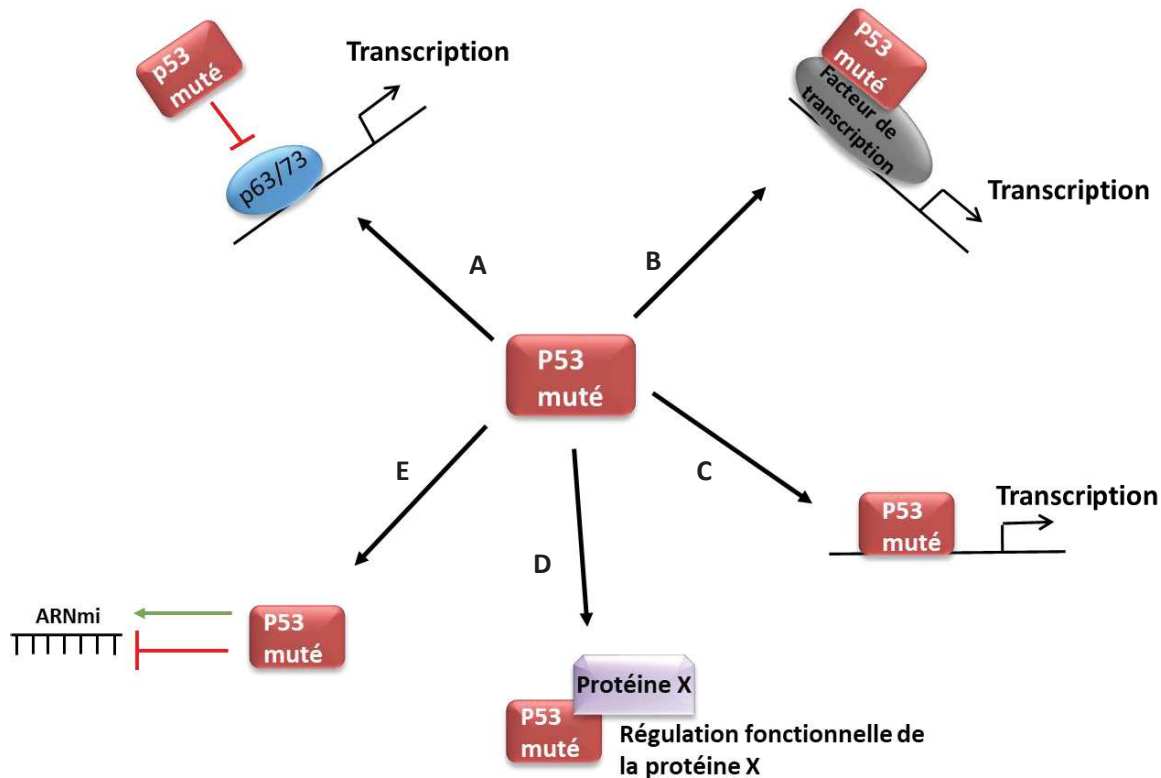 p53
muté
Transcription
p63/73
P53
muté
Facteur de
transcription
Transcription
A
B
P53
muté
E
C
D
P53
muté
Transcription
ARNmi
P53
muté
Protéine X
P53
muté
Régulation fonctionnelle de
la protéine X